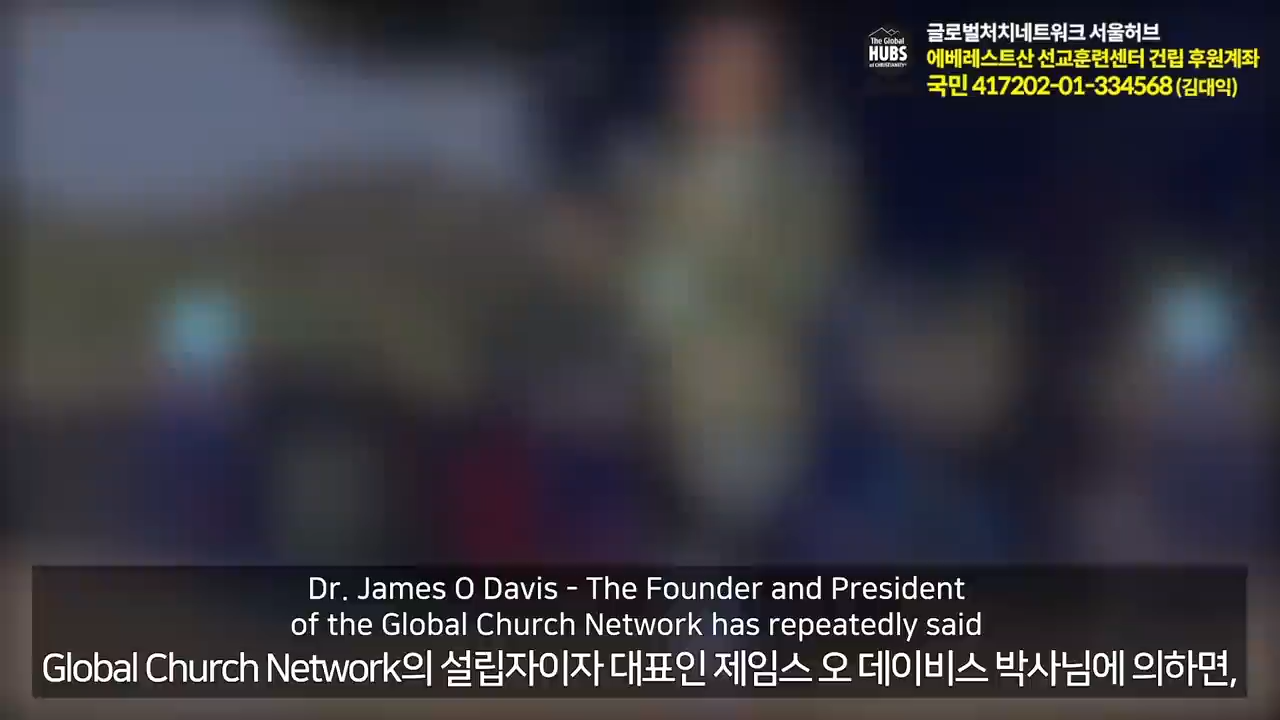 The Global
HUBS
of CHRISTIANITY
글로벌처치네트워크 서울허브
에베레스트산 선교훈련센터 건립 후원계좌
국민 417202-01-334568 (김대익)
Dr. James O Davis - The Founder and President
of the Global Church Network has repeatedly said
Global Church Network의 설립자이자 대표인 제임스 오 데이비스 박사님에 의하면,